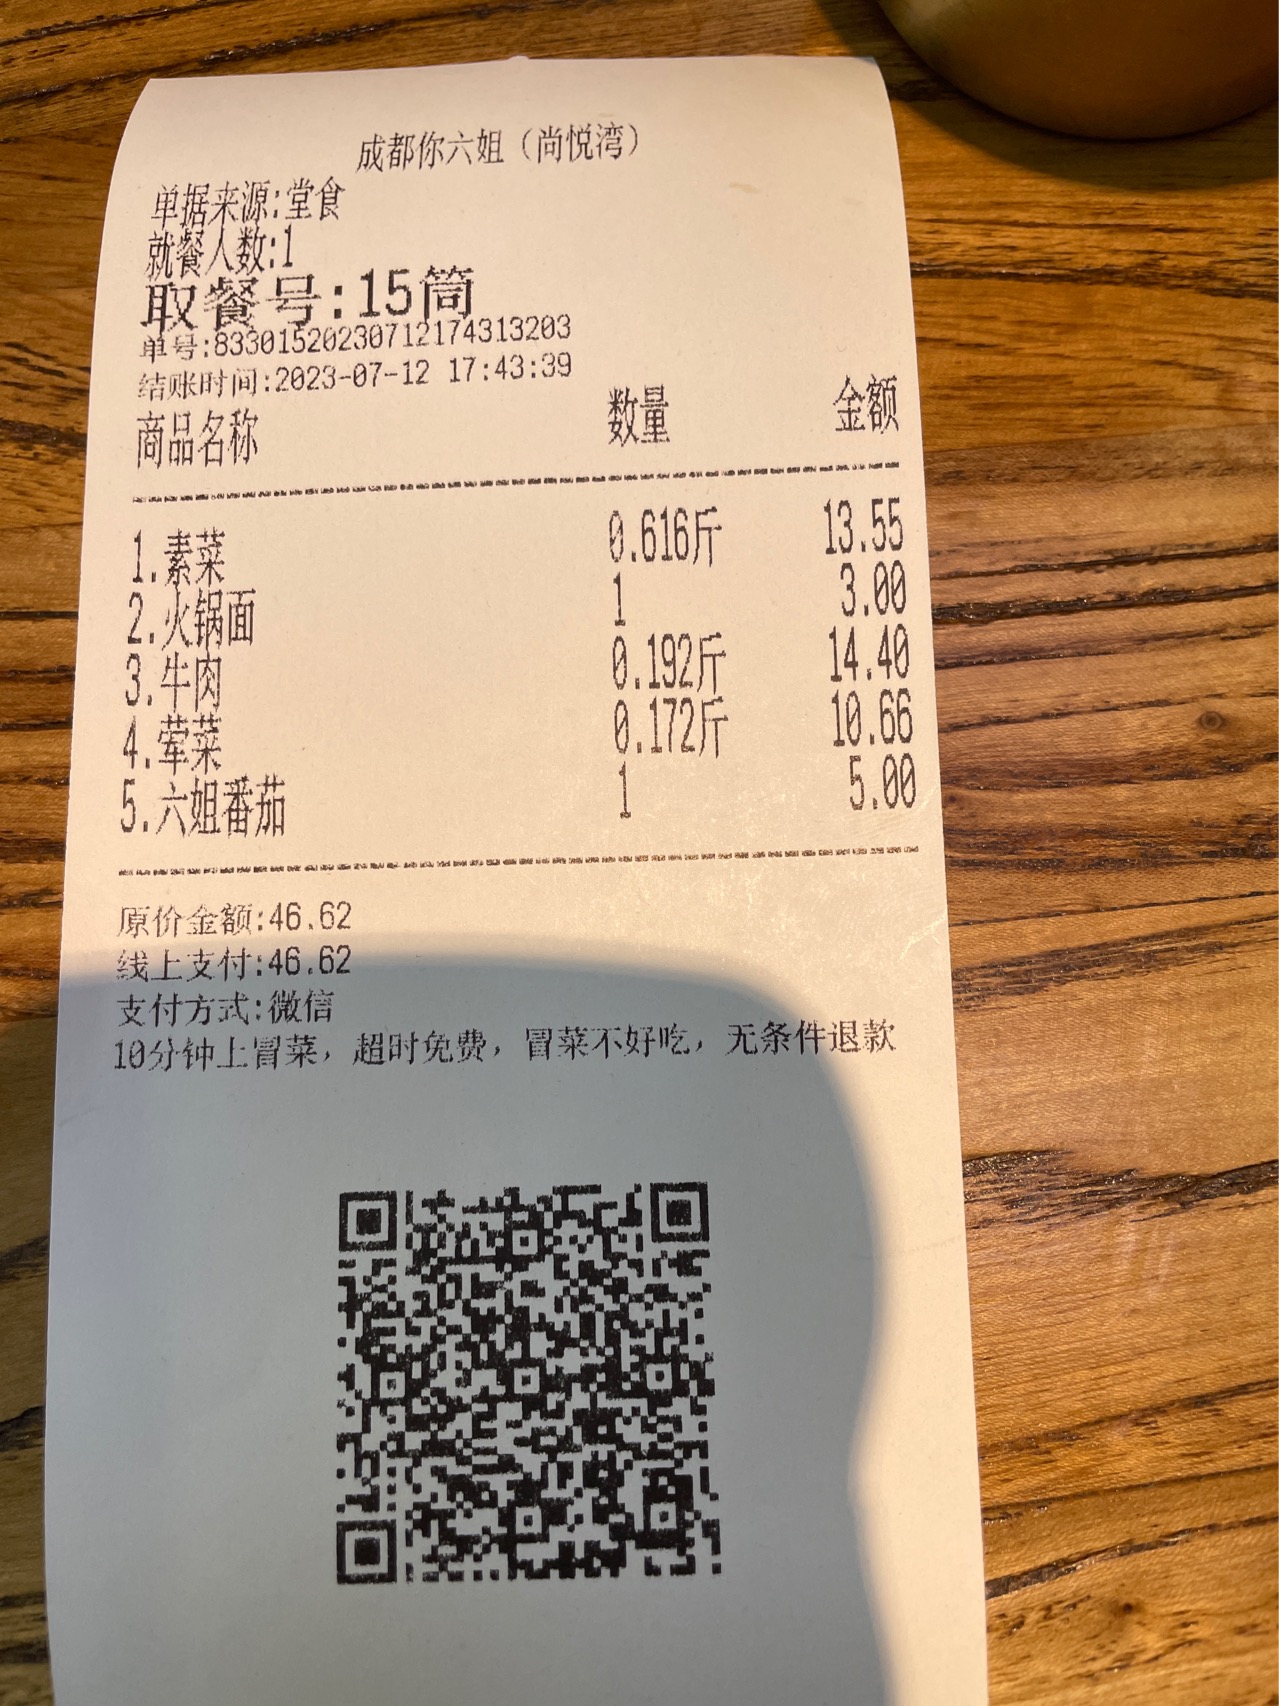 成都你六姐（尚悦湾）
单据来源:堂食
就餐人数:1
取餐号:15筒
单号:83301520230712174313203
结账时间:2023-07-12 17:43:39
商品名称 数量 金额
1.素菜 0.616斤 13.55
2.火锅面 1 3.00
3.牛肉 0.192斤 14.40
4.荤菜 0.172斤 10.66
5.六姐番茄 1 5.00
原价金额:46.62
线上支付:46.62
支付方式:微信
10分钟上冒菜，超时免费，冒菜不好吃，无条件退款